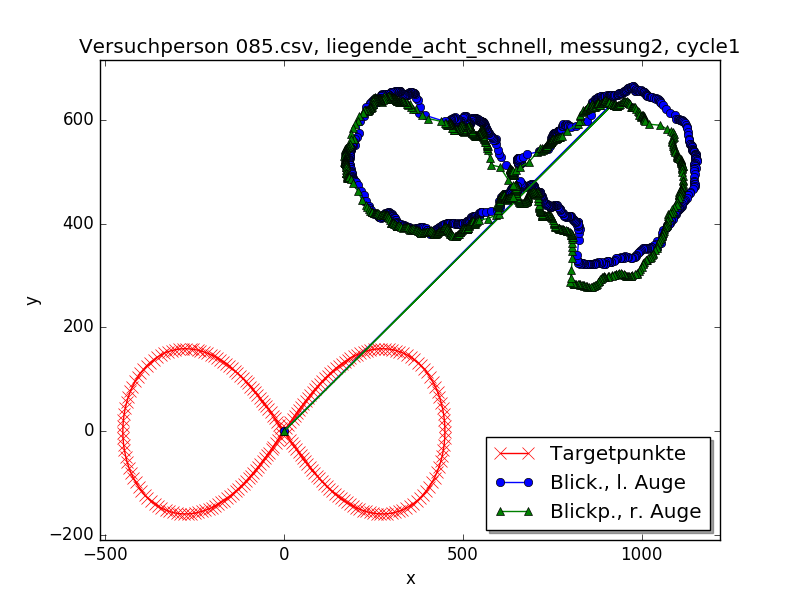 Versuchperson 085.csv, liegende_acht_schnell, messung2, cycle1
y
600
400
200
0
−200
−500
0
500
1000
x
Targetpunkte
Blick., l. Auge
Blickp., r. Auge